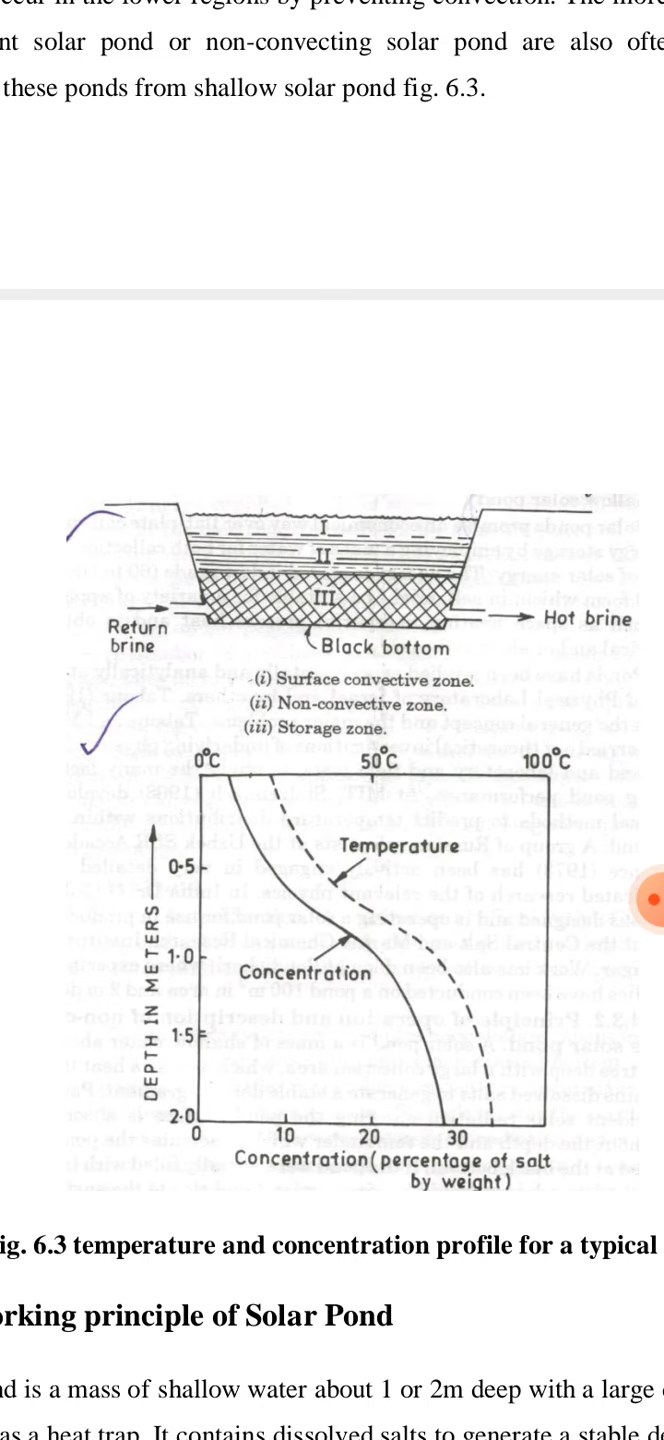 in the lower regions by preventing convection. The more
nt solar pond or non-convecting solar pond are also
these ponds from shallow solar pond fig. 6.3.
I
II
III
Return
brine
Hot brine
Black bottom
(i) Surface convective zone.
(ii) Non-convective zone.
(iii) Storage zone.
0°C 50°C 100°C
Temperature
Concentration
DEPTH IN METERS
0·5
1·0
1·5
2·0
0 10 20 30
Concentration(percentage of salt
by weight)
ig. 6.3 temperature and concentration profile for a typical
orking principle of Solar Pond
nd is a mass of shallow water about 1 or 2m deep with a large
as a heat trap. It contains dissolved salts to generate a stable